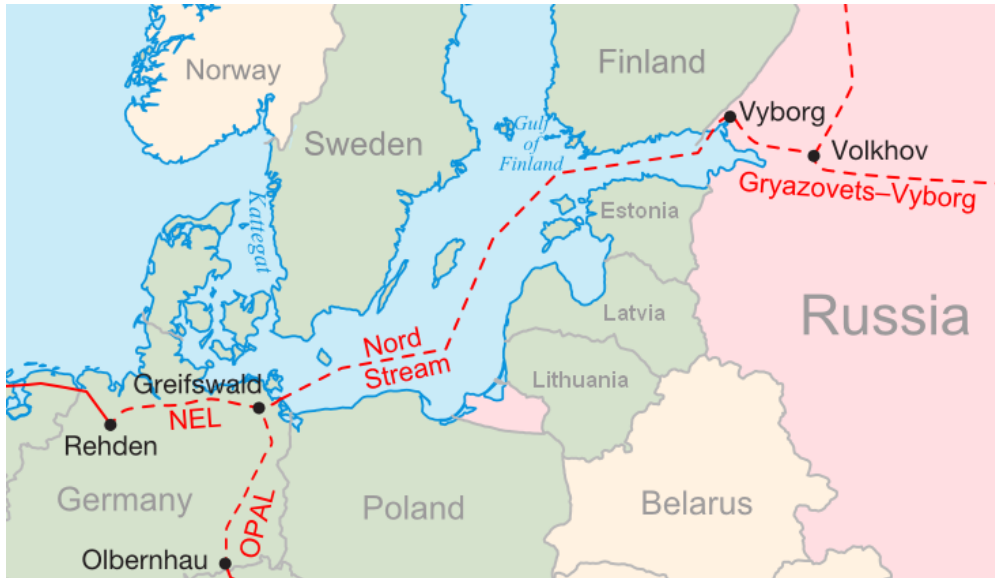 Norway
Finland
Sweden
Gulf
of
Finland
Vyborg
Volkhov
Gryazovets–Vyborg
Kattegat
Estonia
Russia
Latvia
Nord
Stream
Lithuania
Greifswald
NEL
Rehden
Germany
OPAL
Poland
Belarus
Olbernhau